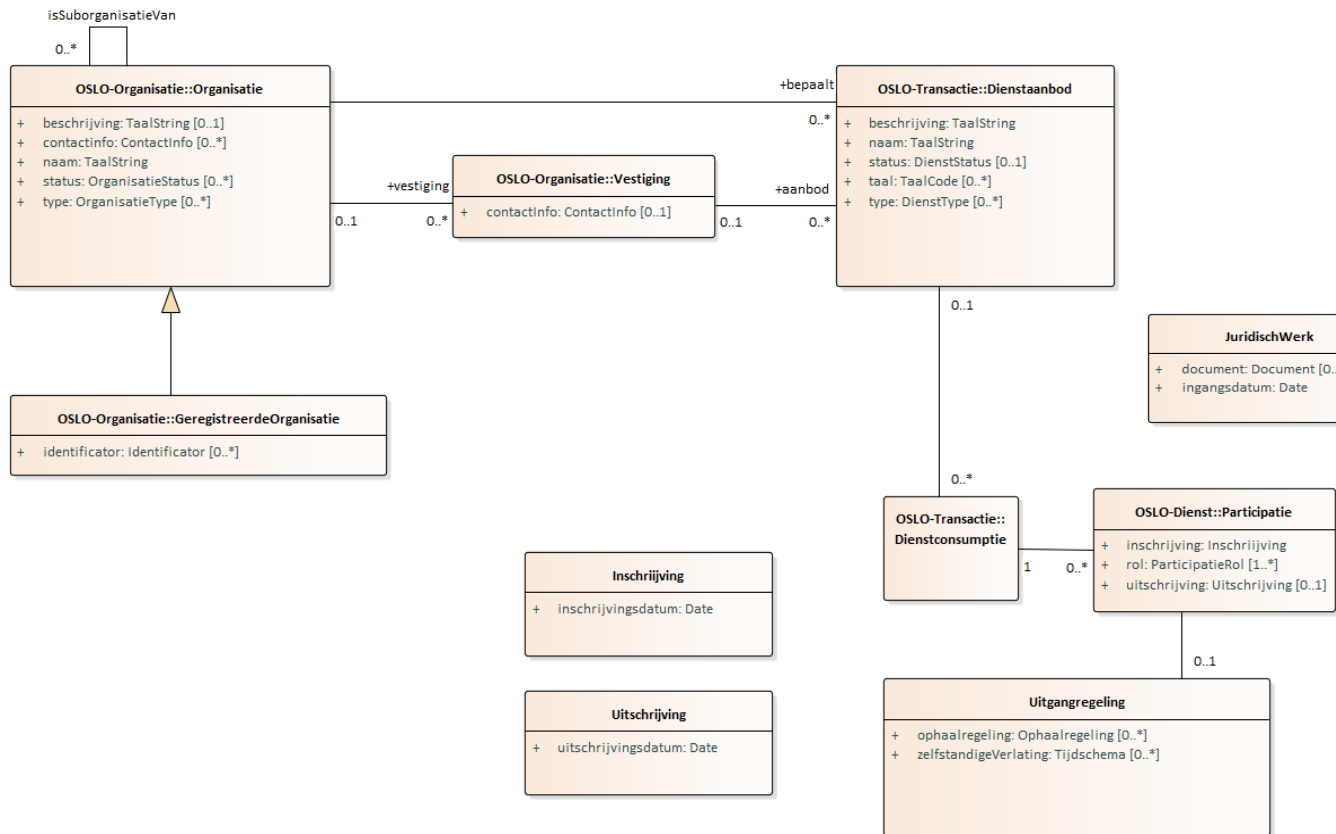 isSuborganisatieVan
0..*
OSLO-Organisatie::Organisatie
+ beschrijving: TaalString [0..1]
+ contactinfo: ContactInfo [0..*]
+ naam: TaalString
+ status: OrganisatieStatus [0..*]
+ type: OrganisatieType [0..*]
+bepaalt
0..*
OSLO-Transactie::Dienstaanbod
+ beschrijving: TaalString
+ naam: TaalString
+ status: DienstStatus [0..1]
+ taal: TaalCode [0..*]
+ type: DienstType [0..*]
+vestiging
0..1
0..*
OSLO-Organisatie::Vestiging
+ contactInfo: ContactInfo [0..1]
+aanbod
0..1
0..*
0..1
JuridischWerk
+ document: Document [0..
+ ingangsdatum: Date
OSLO-Organisatie::GeregistreerdeOrganisatie
+ identificator: Identificator [0..*]
0..*
OSLO-Transactie::
Dienstconsumptie
1
0..*
OSLO-Dienst::Participatie
+ inschrijving: Inschriijving
+ rol: ParticipatieRol [1..*]
+ uitschrijving: Uitschrijving [0..1]
Inschriijving
+ inschrijvingsdatum: Date
0..1
Uitschrijving
+ uitschrijvingsdatum: Date
Uitgangregeling
+ ophaalregeling: Ophaalregeling [0..*]
+ zelfstandigeVerlating: Tijdschema [0..*]